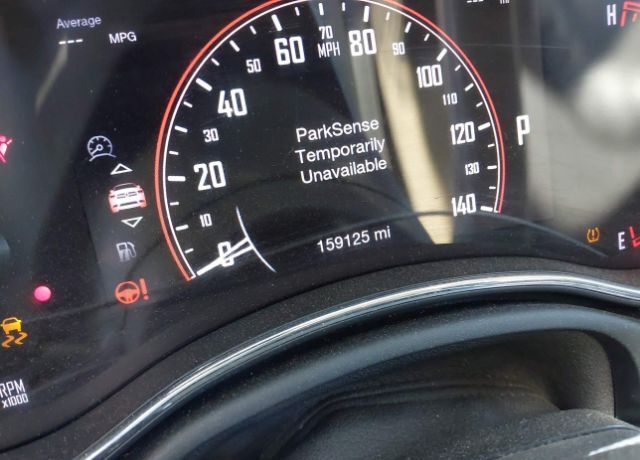 Average
--- MPG
--- mi
H
0
10
20
30
40
50
60
70
MPH
80
90
100
110
120
130
140
ParkSense
Temporarily
Unavailable
P
159125 mi
E
!
RPM
x1000